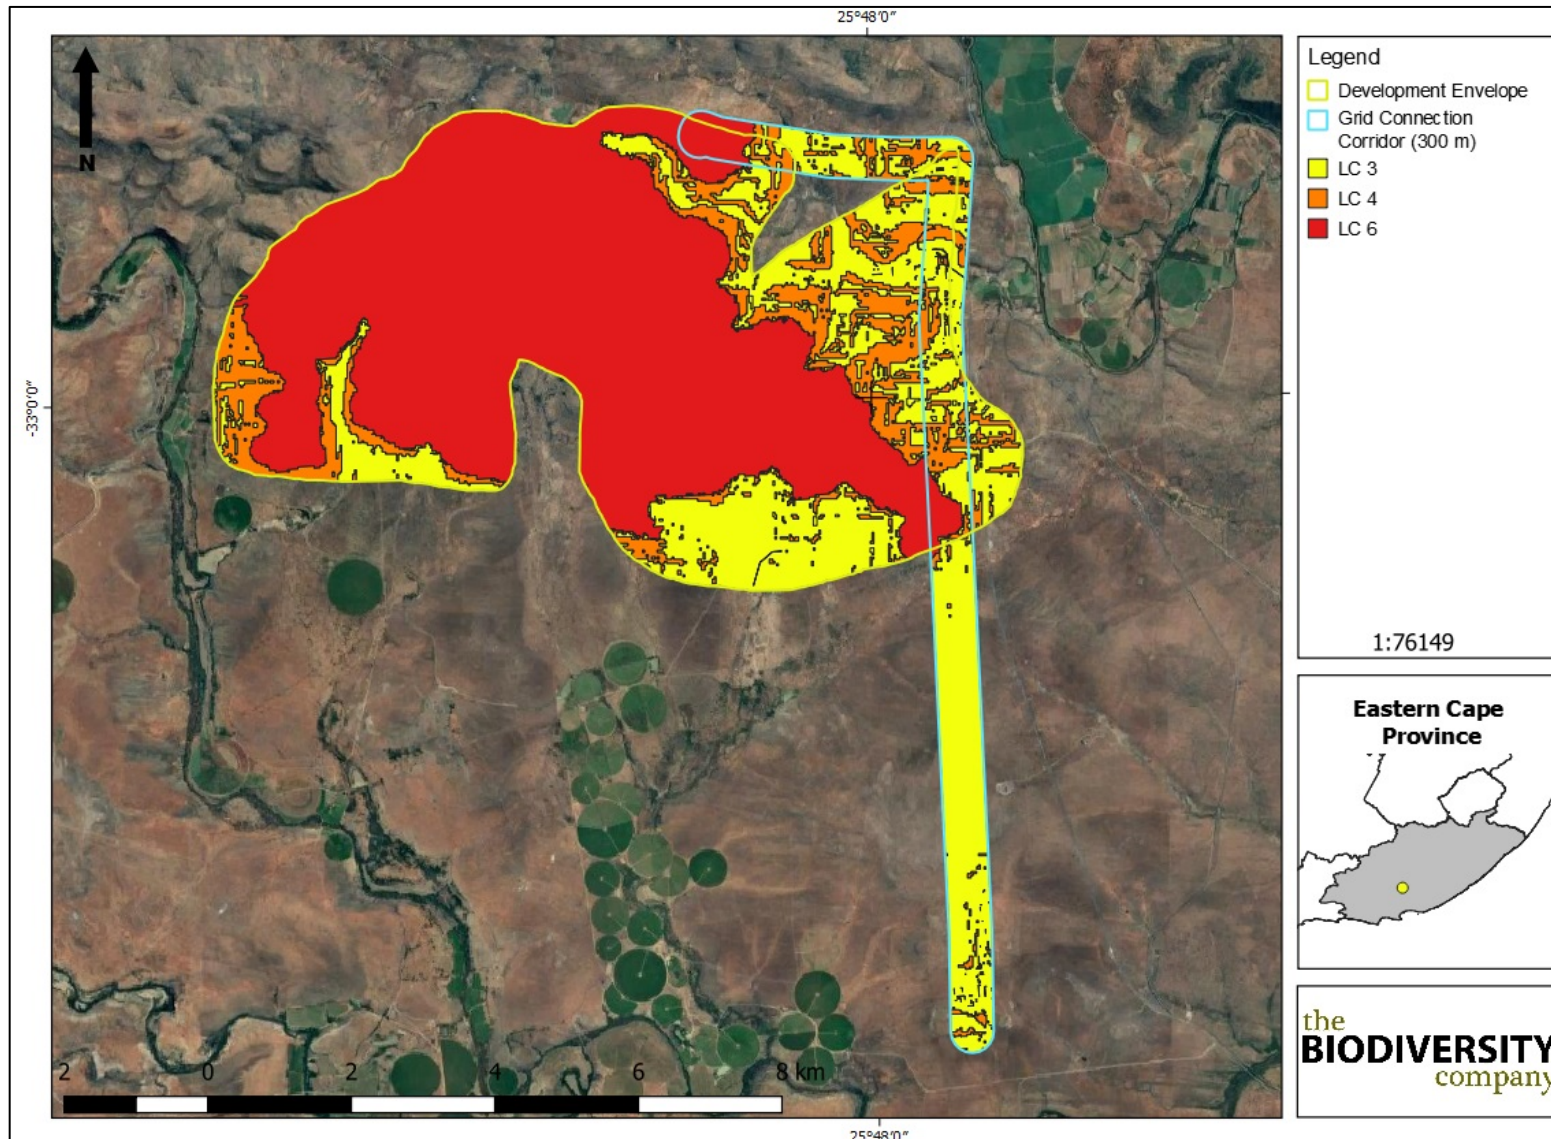 25°48'0"
N
-33°0'0"
2 0 2 4 6 8 km
25°48'0"
Legend
Development Envelope
Grid Connection
Corridor (300 m)
LC 3
LC 4
LC 6
1:76149
Eastern Cape
Province
the
BIODIVERSITY
company